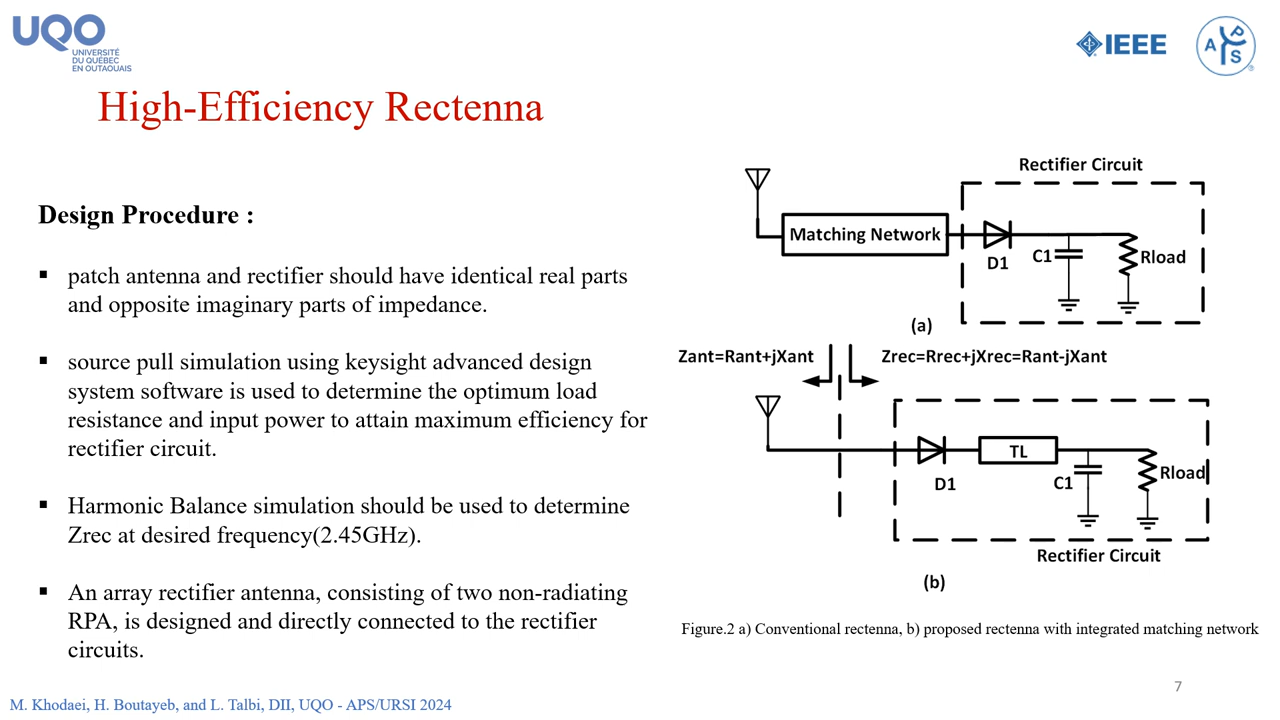 UQO
UNIVERSITÉ
DU QUÉBEC
EN OUTAOUAIS
IEEE
A P S
®
High-Efficiency Rectenna
Design Procedure :
▪ patch antenna and rectifier should have identical real parts
and opposite imaginary parts of impedance.
▪ source pull simulation using keysight advanced design
system software is used to determine the optimum load
resistance and input power to attain maximum efficiency for
rectifier circuit.
▪ Harmonic Balance simulation should be used to determine
Zrec at desired frequency(2.45GHz).
▪ An array rectifier antenna, consisting of two non-radiating
RPA, is designed and directly connected to the rectifier
circuits.
Rectifier Circuit
Matching Network
D1
C1
Rload
(a)
Zant=Rant+jXant
Zrec=Rrec+jXrec=Rant-jXant
D1
TL
C1
Rload
Rectifier Circuit
(b)
Figure.2 a) Conventional rectenna, b) proposed rectenna with integrated matching network
7
M. Khodaei, H. Boutayeb, and L. Talbi, DII, UQO - APS/URSI 2024